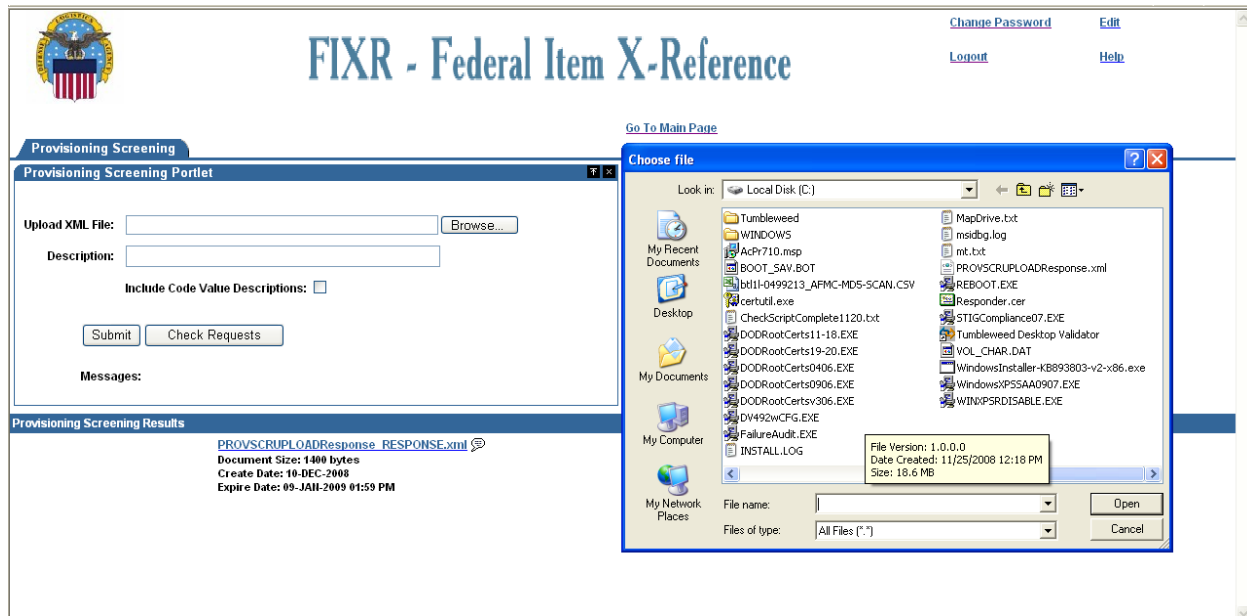 FIXR - Federal Item X-Reference
Change Password
Edit
Logout
Help
Go To Main Page
Provisioning Screening
Provisioning Screening Portlet
Upload XML File:
Browse...
Description:
Include Code Value Descriptions:
Submit
Check Requests
Messages:
Provisioning Screening Results
PROVSCRUPLOADResponse_RESPONSE.xml
Document Size: 1400 bytes
Create Date: 10-DEC-2008
Expire Date: 09-JAN-2009 01:59 PM
Choose file
Look in:
Local Disk (C:)
My Recent
Documents
Desktop
My Documents
My Computer
My Network
Places
Tumbleweed
WINDOWS
AcPr710.msp
BOOT_SAV.BOT
btl1l-0499213_AFMC-MD5-SCAN.CSV
certutil.exe
CheckScriptComplete1120.txt
DODRootCerts11-18.EXE
DODRootCerts19-20.EXE
DODRootCerts0406.EXE
DODRootCerts0906.EXE
DODRootCertsv306.EXE
DV492wCFG.EXE
FailureAudit.EXE
INSTALL.LOG
MapDrive.txt
msidbg.log
mt.txt
PROVSCRUPLOADResponse.xml
REBOOT.EXE
Responder.cer
STIGCompliance07.EXE
Tumbleweed Desktop Validator
VOL_CHAR.DAT
WindowsInstaller-KB893803-v2-x86.exe
WindowsXPSSAA0907.EXE
WINXPSRDISABLE.EXE
File Version: 1.0.0.0
Date Created: 11/25/2008 12:18 PM
Size: 18.6 MB
File name:
Open
Files of type:
All Files (*.*)
Cancel